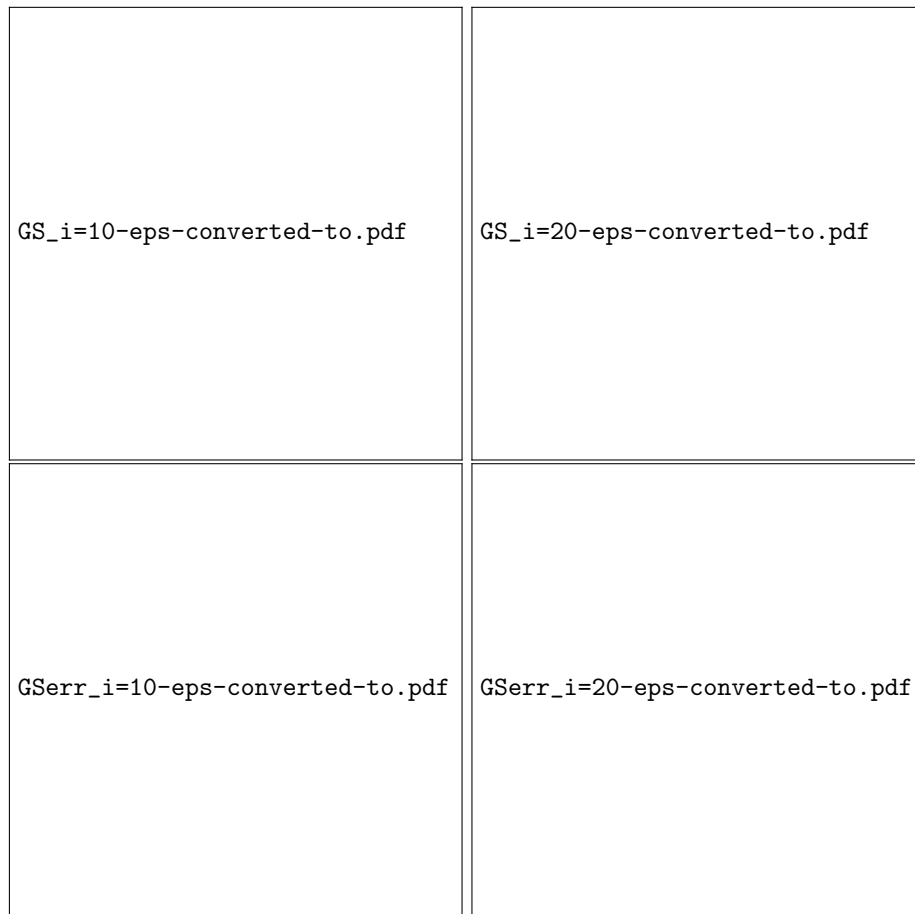 GS_i=10-eps-converted-to.pdf
GS_i=20-eps-converted-to.pdf
GSerr_i=10-eps-converted-to.pdf
GSerr_i=20-eps-converted-to.pdf